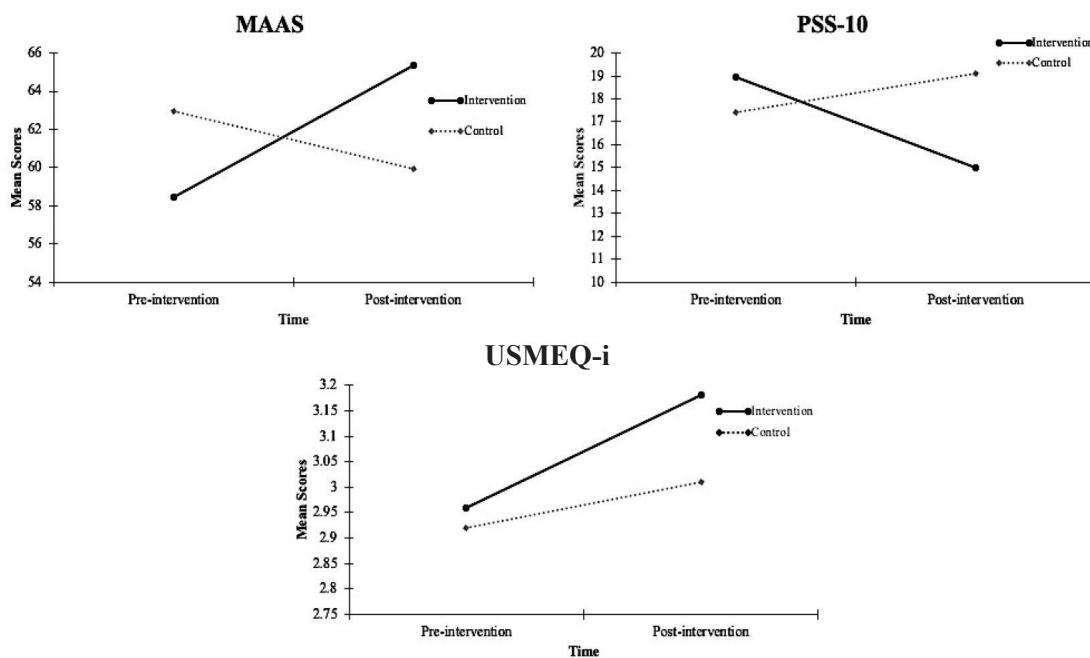 MAAS
66
64
62
60
58
56
54
Mean Scores
Pre-intervention
Post-intervention
Time
Intervention
Control
PSS-10
20
19
18
17
16
15
14
13
12
11
10
Mean Scores
Pre-intervention
Post-intervention
Time
Intervention
Control
USMEQ-i
3.2
3.15
3.1
3.05
3
2.95
2.9
2.85
2.8
2.75
Mean Scores
Pre-intervention
Post-intervention
Time
Intervention
Control